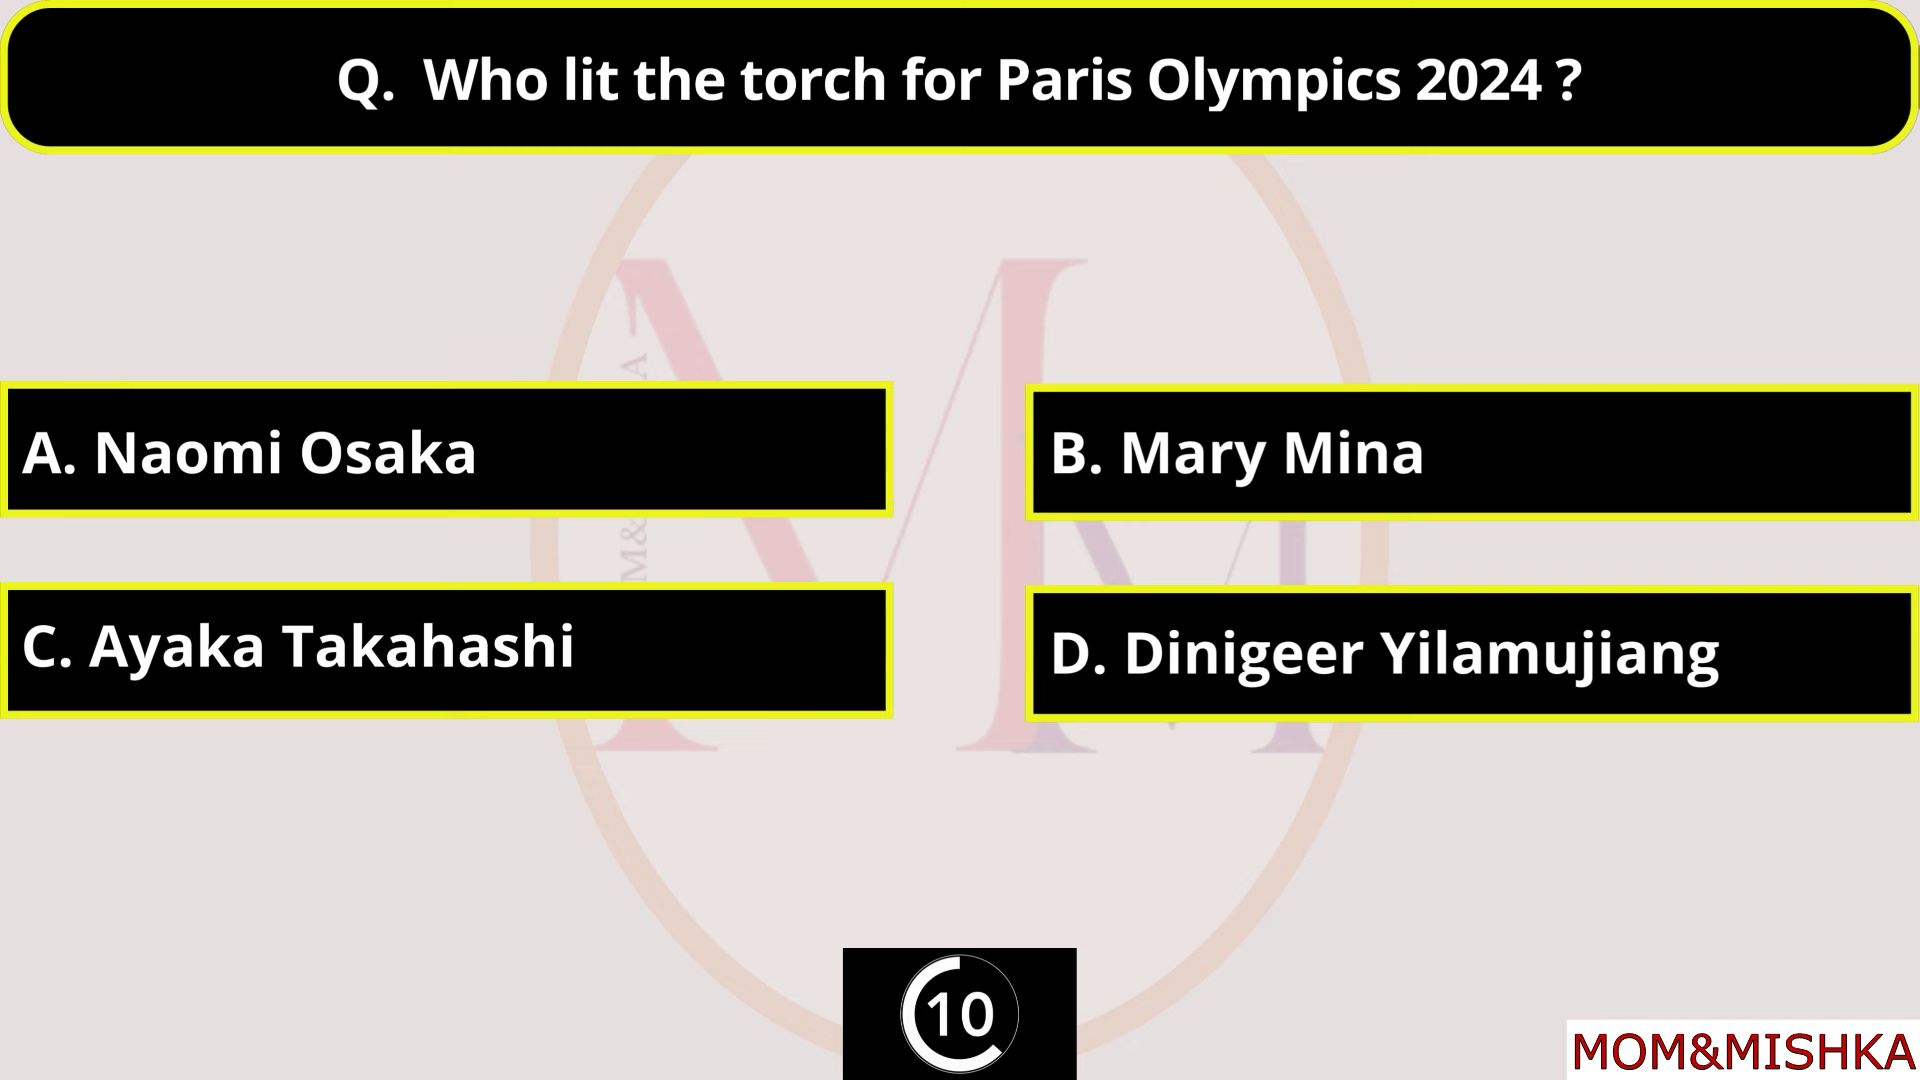 Q. Who lit the torch for Paris Olympics 2024 ?
A. Naomi Osaka
B. Mary Mina
C. Ayaka Takahashi
D. Dinigeer Yilamujiang
10
MOM&MISHKA